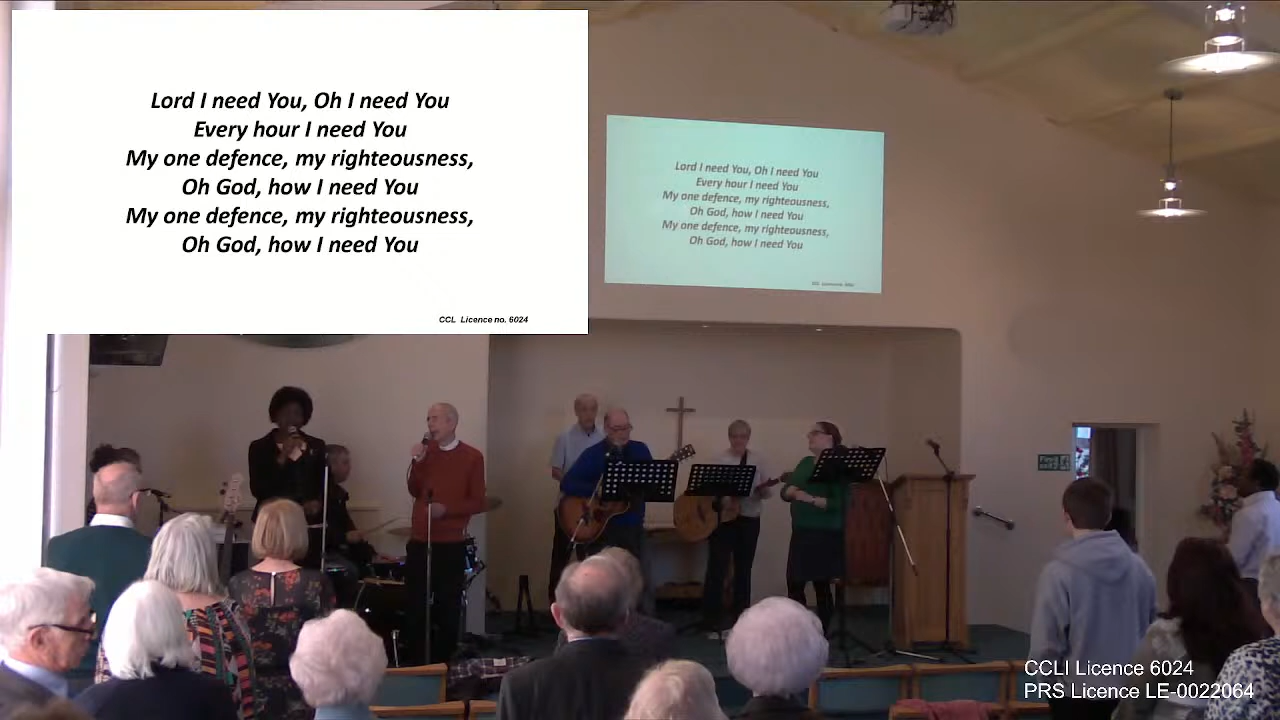 Lord I need You, Oh I need You
Every hour I need You
My one defence, my righteousness,
Oh God, how I need You
My one defence, my righteousness,
Oh God, how I need You
CCL Licence no. 6024
Lord I need You, Oh I need You
Every hour I need You
My one defence, my righteousness,
Oh God, how I need You
My one defence, my righteousness,
Oh God, how I need You
CCLI Licence 6024
PRS Licence LE-0022064